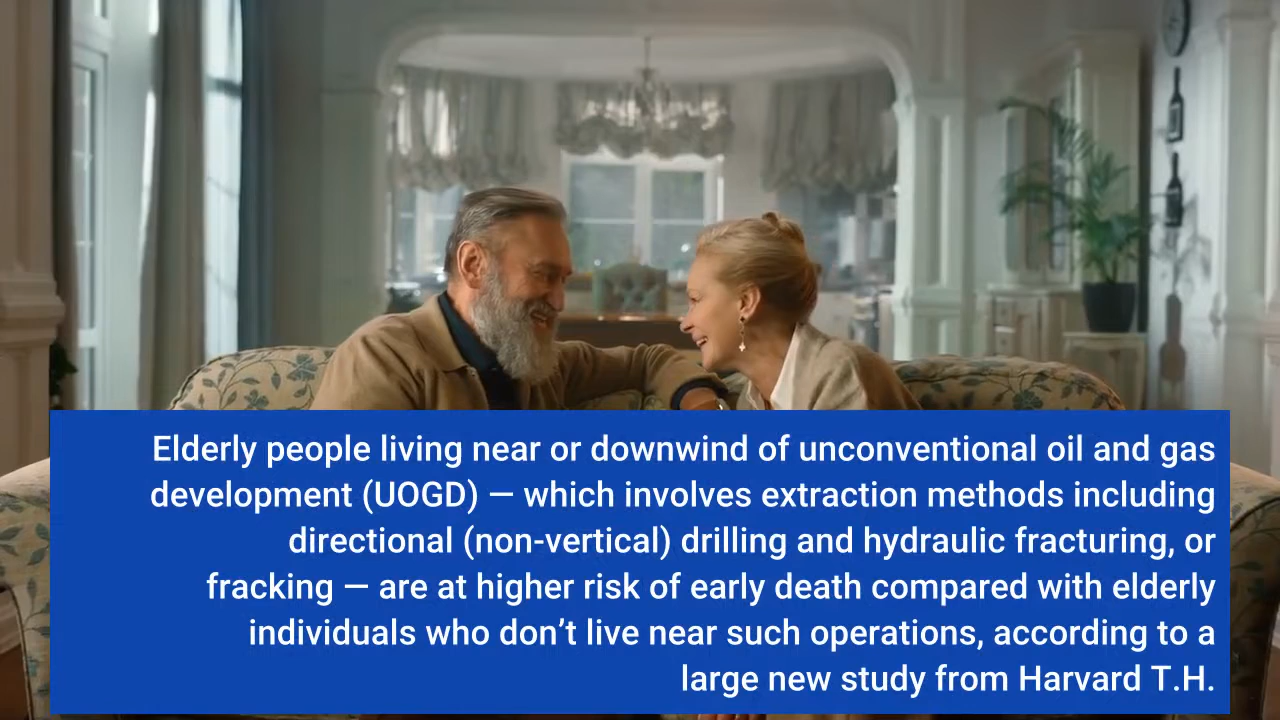 Elderly people living near or downwind of unconventional oil and gas
development (UOGD) — which involves extraction methods including
directional (non-vertical) drilling and hydraulic fracturing, or
fracking — are at higher risk of early death compared with elderly
individuals who don’t live near such operations, according to a
large new study from Harvard T.H.